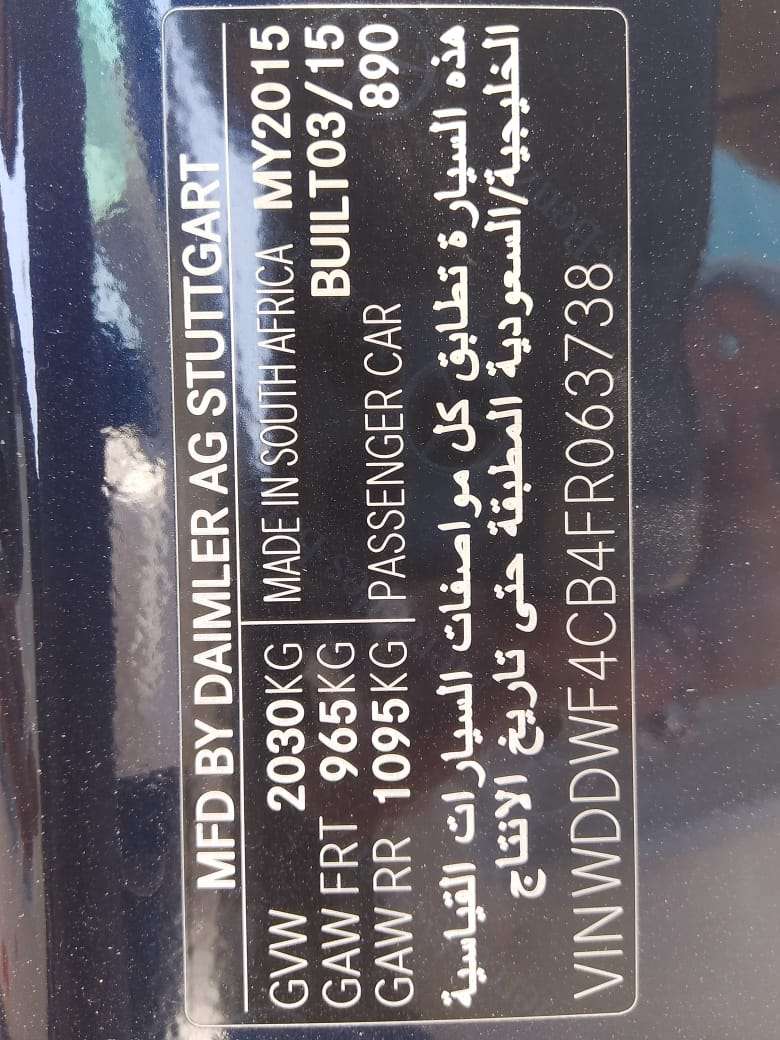 MFD BY DAIMLER AG STUTTGART
GVW 2030KG MADE IN SOUTH AFRICA MY2015
GAW FRT 965KG BUILT03/15
GAW RR 1095KG PASSENGER CAR 890
هذه السيارة تطابق كل مواصفات السيارات القياسية
الخليجية/السعودية المطبقة حتى تاريخ الانتاج
VINWDDWF4CB4FR063738